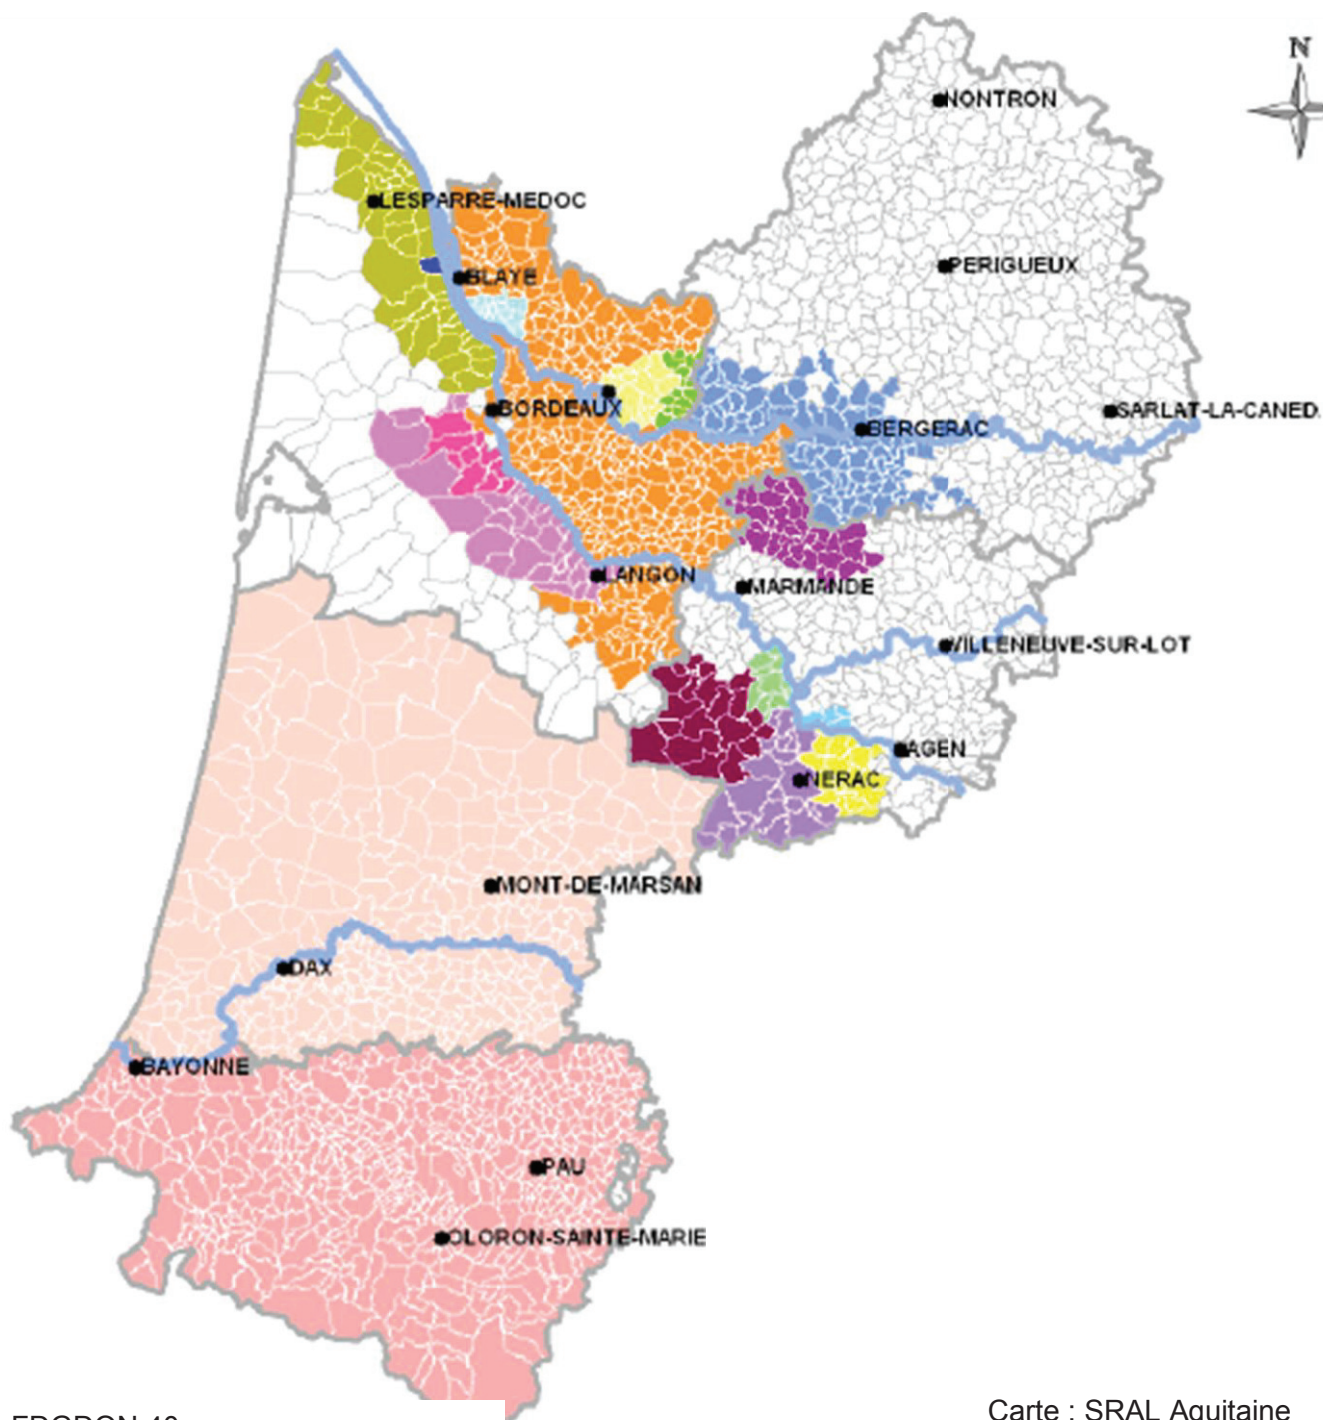 N
NONTRON
LESPARRE-MEDOC
PERIGUEUX
BLAYE
BORDEAUX
SARLAT-LA-CANED
BERGERAC
LANGON
MARMANDE
VILLENEUVE-SUR-LOT
AGEN
NERAC
MONT-DE-MARSAN
DAX
BAYONNE
PAU
OLORON-SAINTE-MARIE
Carte : SRAL Aquitaine